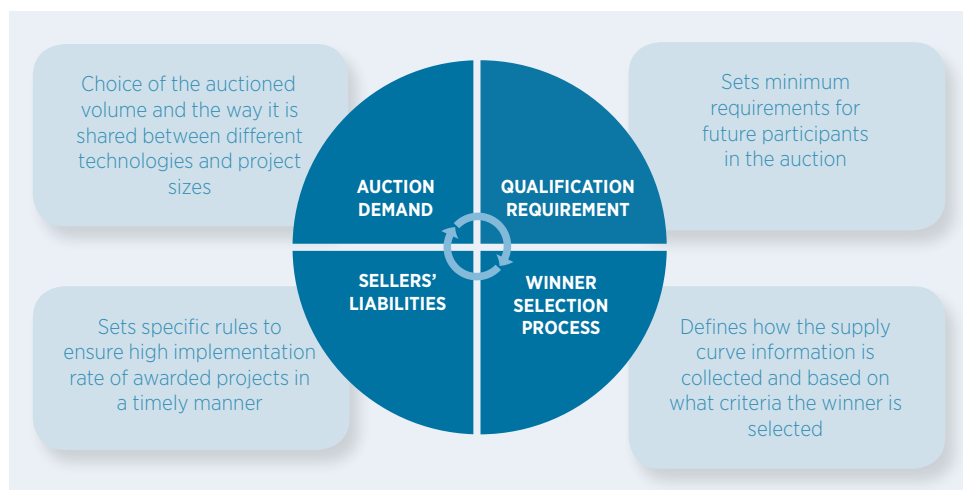 Choice of the auctioned
volume and the way it is
shared between different
technologies and project
sizes
AUCTION
DEMAND
QUALIFICATION
REQUIREMENT
Sets minimum
requirements for
future participants
in the auction
Sets specific rules to
ensure high implementation
rate of awarded projects in
a timely manner
SELLERS’
LIABILITIES
WINNER
SELECTION
PROCESS
Defines how the supply
curve information is
collected and based on
what criteria the winner is
selected